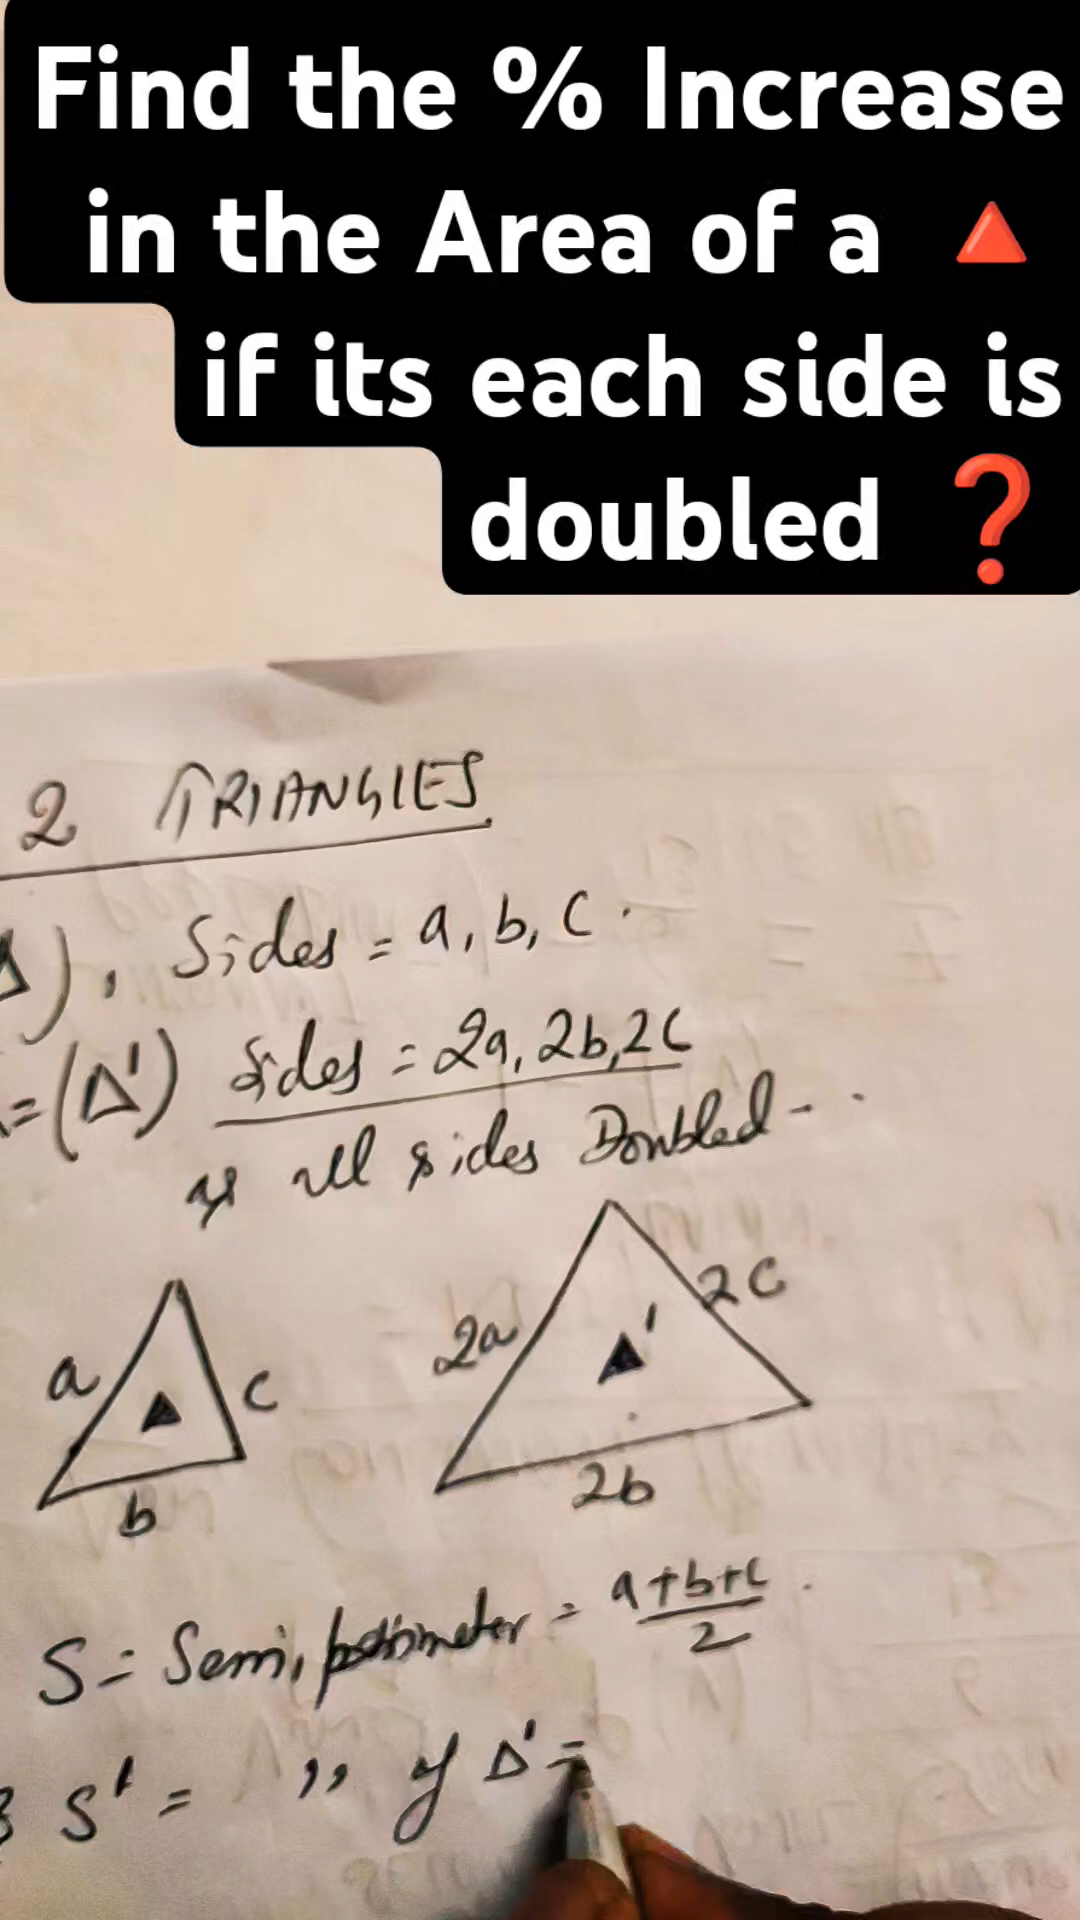 Find the % Increase
in the Area of a 🔺
if its each side is
doubled ❓
2 TRIANGLES
Δ), Sides = a, b, c.
=(Δ') Sides = 2a, 2b, 2c
as all sides Doubled - ..
a
c
b
2a
2c
▲'
2b
S = Semi, perimeter = a+b+c / 2 .
S' = ,, of Δ' =